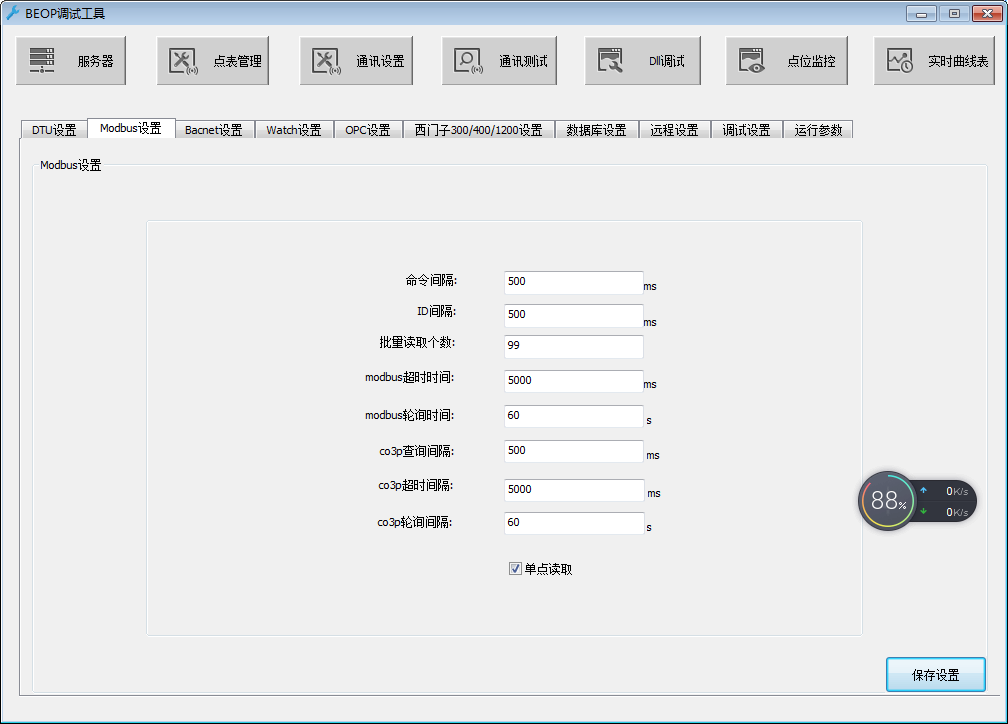 BEOP调试工具
服务器 点表管理 通讯设置 通讯测试 Dll调试 点位监控 实时曲线表
DTU设置 Modbus设置 Bacnet设置 Watch设置 OPC设置 西门子300/400/1200设置 数据库设置 远程设置 调试设置 运行参数
Modbus设置
命令间隔: 500 ms
ID间隔: 500 ms
批量读取个数: 99
modbus超时时间: 5000 ms
modbus轮询时间: 60 s
co3p查询间隔: 500 ms
co3p超时间隔: 5000 ms
co3p轮询间隔: 60 s
单点读取
88% 0K/s
0K/s
保存设置